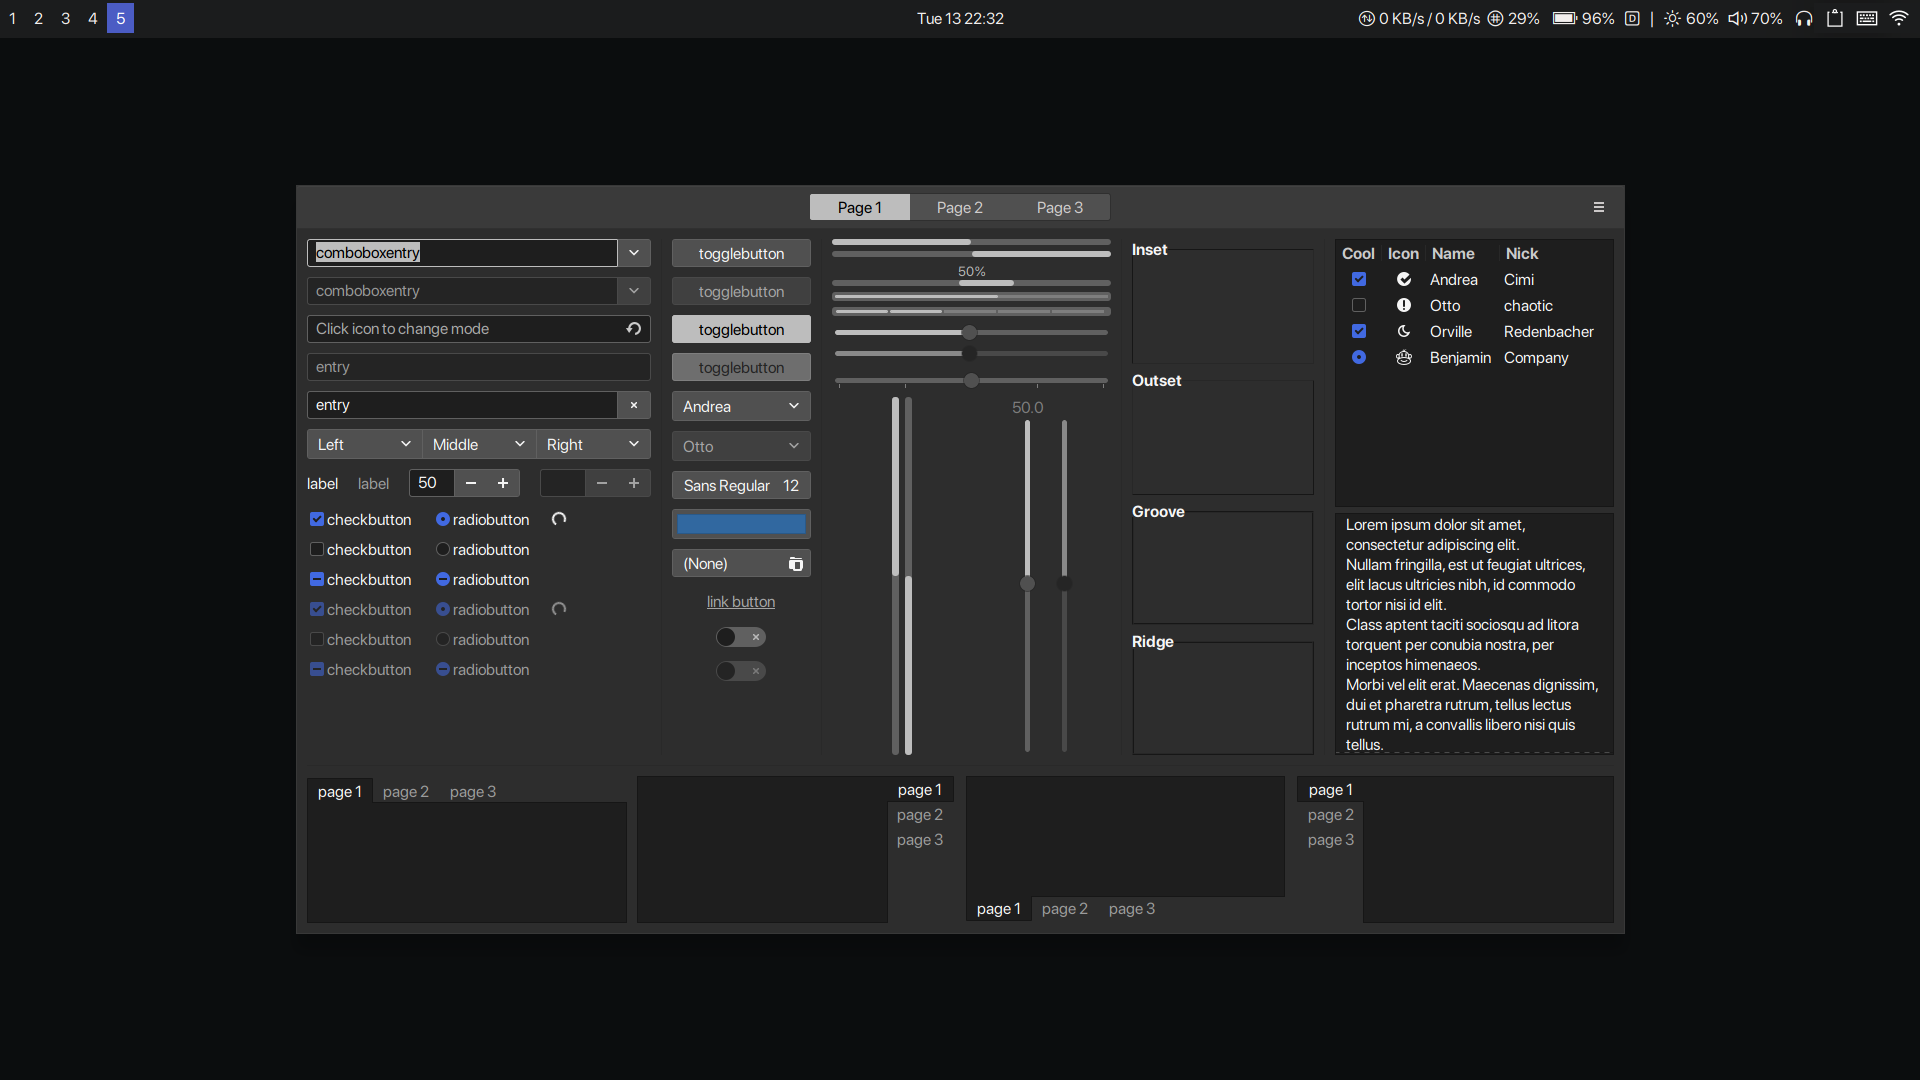 1 2 3 4 5
Tue 13 22:32
0 KB/s / 0 KB/s 29% 96% D | 60% 70%
Page 1 Page 2 Page 3
comboboxentry
comboboxentry
Click icon to change mode
entry
entry
Left Middle Right
label label 50
checkbutton radiobutton
checkbutton radiobutton
checkbutton radiobutton
checkbutton radiobutton
checkbutton radiobutton
checkbutton radiobutton
togglebutton
togglebutton
togglebutton
togglebutton
Andrea
Otto
Sans Regular 12
(None)
link button
50%
50.0
Inset
Outset
Groove
Ridge
Cool Icon Name Nick
Andrea Cimi
Otto chaotic
Orville Redenbacher
Benjamin Company
Lorem ipsum dolor sit amet,
consectetur adipiscing elit.
Nullam fringilla, est ut feugiat ultrices,
elit lacus ultricies nibh, id commodo
tortor nisi id elit.
Class aptent taciti sociosqu ad litora
torquent per conubia nostra, per
inceptos himenaeos.
Morbi vel elit erat. Maecenas dignissim,
dui et pharetra rutrum, tellus lectus
rutrum mi, a convallis libero nisi quis
tellus.
page 1 page 2 page 3
page 1
page 2
page 3
page 1 page 2 page 3
page 1
page 2
page 3